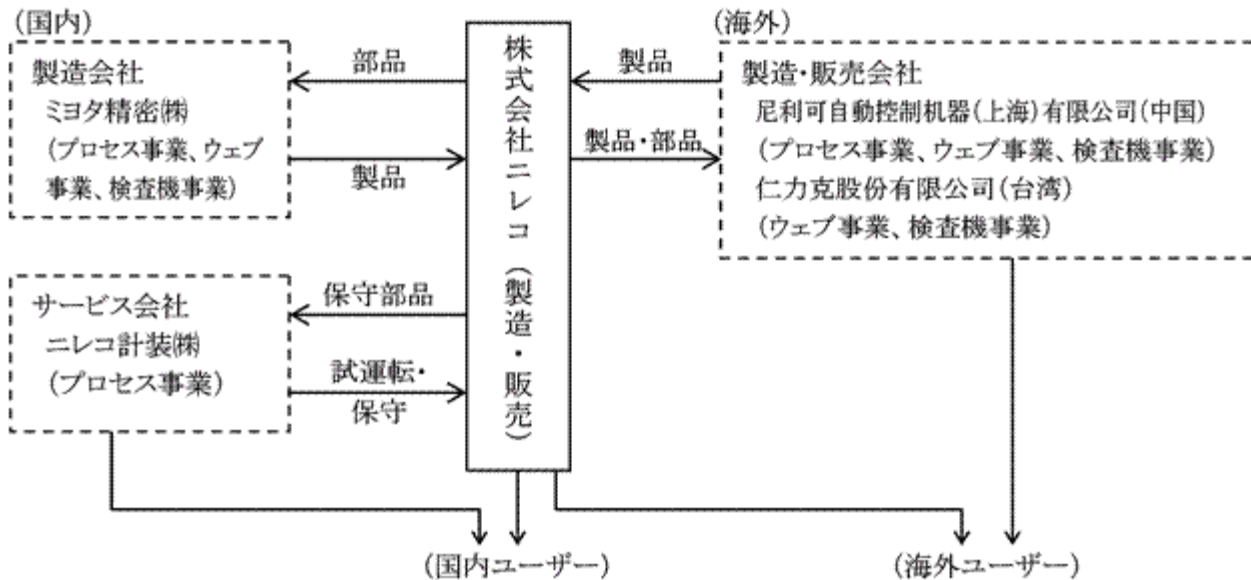 (国内)
製造会社
ミヨタ精密㈱
(プロセス事業、ウェブ
事業、検査機事業)
部品
製品
サービス会社
ニレコ計装㈱
(プロセス事業)
保守部品
試運転・
保守
株式会社ニレコ(製造・販売)
(海外)
製品
製品・部品
製造・販売会社
尼利可自動控制机器(上海)有限公司(中国)
(プロセス事業、ウェブ事業、検査機事業)
仁力克股份有限公司(台湾)
(ウェブ事業、検査機事業)
(国内ユーザー)
(海外ユーザー)